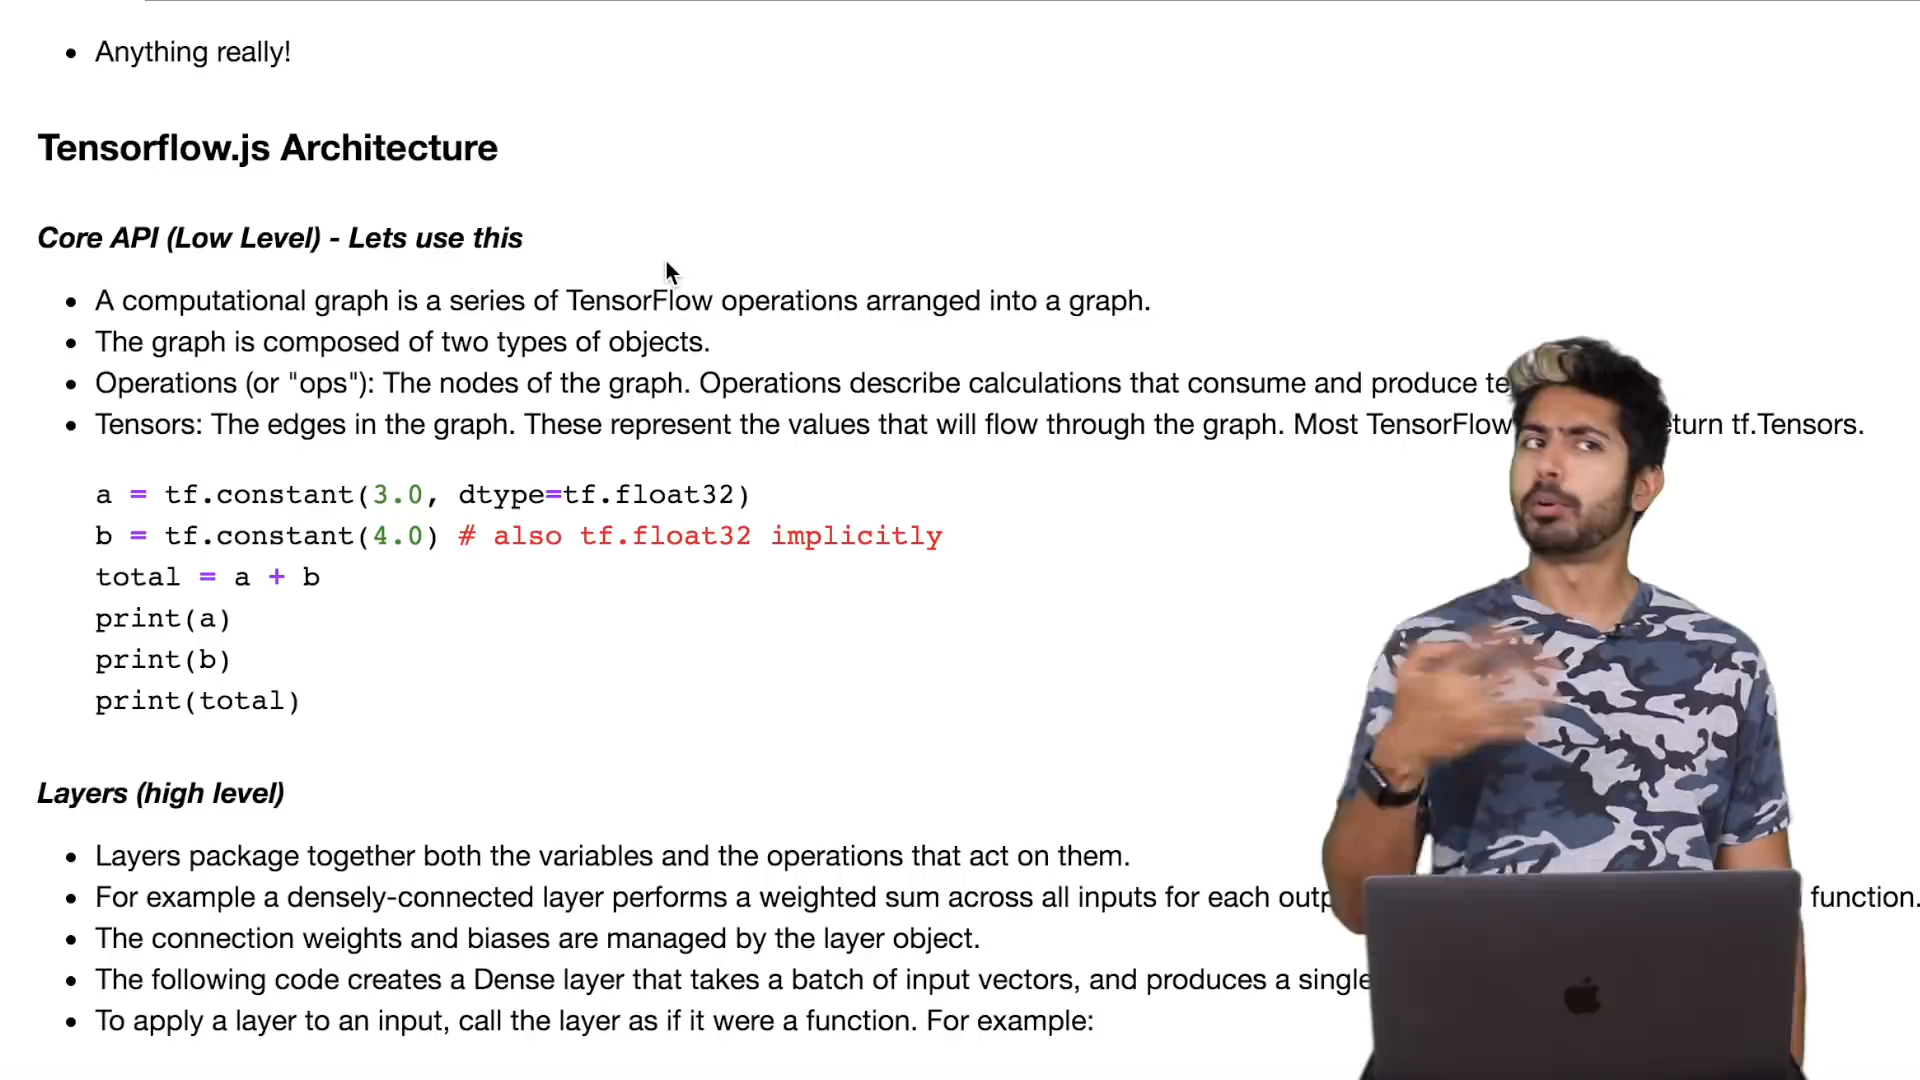 Anything really!
Tensorflow.js Architecture
Core API (Low Level) - Lets use this
A computational graph is a series of TensorFlow operations arranged into a graph.
The graph is composed of two types of objects.
Operations (or "ops"): The nodes of the graph. Operations describe calculations that consume and produce
Tensors: The edges in the graph. These represent the values that will flow through the graph. Most TensorFlow tf.Tensors.
a = tf.constant(3.0, dtype=tf.float32)
b = tf.constant(4.0) # also tf.float32 implicitly
total = a + b
print(a)
print(b)
print(total)
Layers (high level)
Layers package together both the variables and the operations that act on them.
For example a densely-connected layer performs a weighted sum across all inputs for each function.
The connection weights and biases are managed by the layer object.
The following code creates a Dense layer that takes a batch of input vectors, and produces a single
To apply a layer to an input, call the layer as if it were a function. For example: